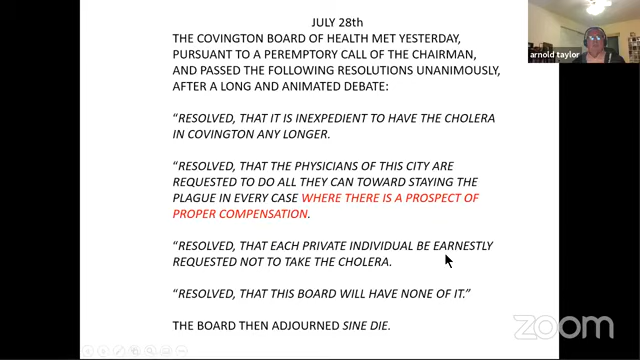 JULY 28th
THE COVINGTON BOARD OF HEALTH MET YESTERDAY,
PURSUANT TO A PEREMPTORY CALL OF THE CHAIRMAN,
AND PASSED THE FOLLOWING RESOLUTIONS UNANIMOUSLY,
AFTER A LONG AND ANIMATED DEBATE:
“RESOLVED, THAT IT IS INEXPEDIENT TO HAVE THE CHOLERA
IN COVINGTON ANY LONGER.
“RESOLVED, THAT THE PHYSICIANS OF THIS CITY ARE
REQUESTED TO DO ALL THEY CAN TOWARD STAYING THE
PLAGUE IN EVERY CASE WHERE THERE IS A PROSPECT OF
PROPER COMPENSATION.
“RESOLVED, THAT EACH PRIVATE INDIVIDUAL BE EARNESTLY
REQUESTED NOT TO TAKE THE CHOLERA.
“RESOLVED, THAT THIS BOARD WILL HAVE NONE OF IT.”
THE BOARD THEN ADJOURNED SINE DIE.
arnold taylor
zoom